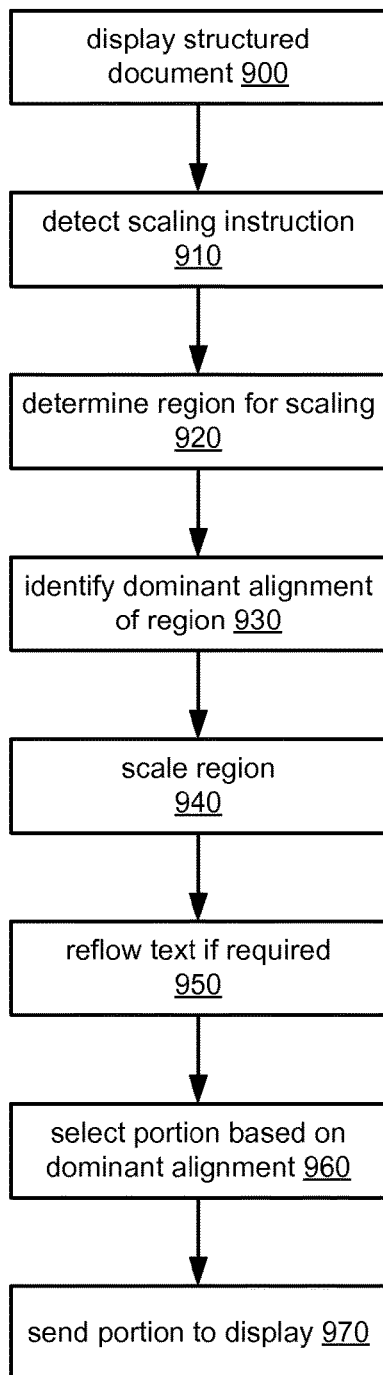 display structured
document 900
detect scaling instruction
910
determine region for scaling
920
identify dominant alignment
of region 930
scale region
940
reflow text if required
950
select portion based on
dominant alignment 960
send portion to display 970